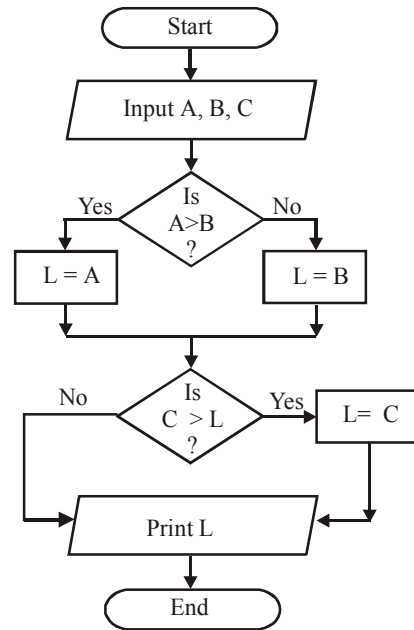 Start
Input A, B, C
Is
A>B
?
Yes
No
L = A
L = B
Is
C > L
?
No
Yes
L= C
Print L
End